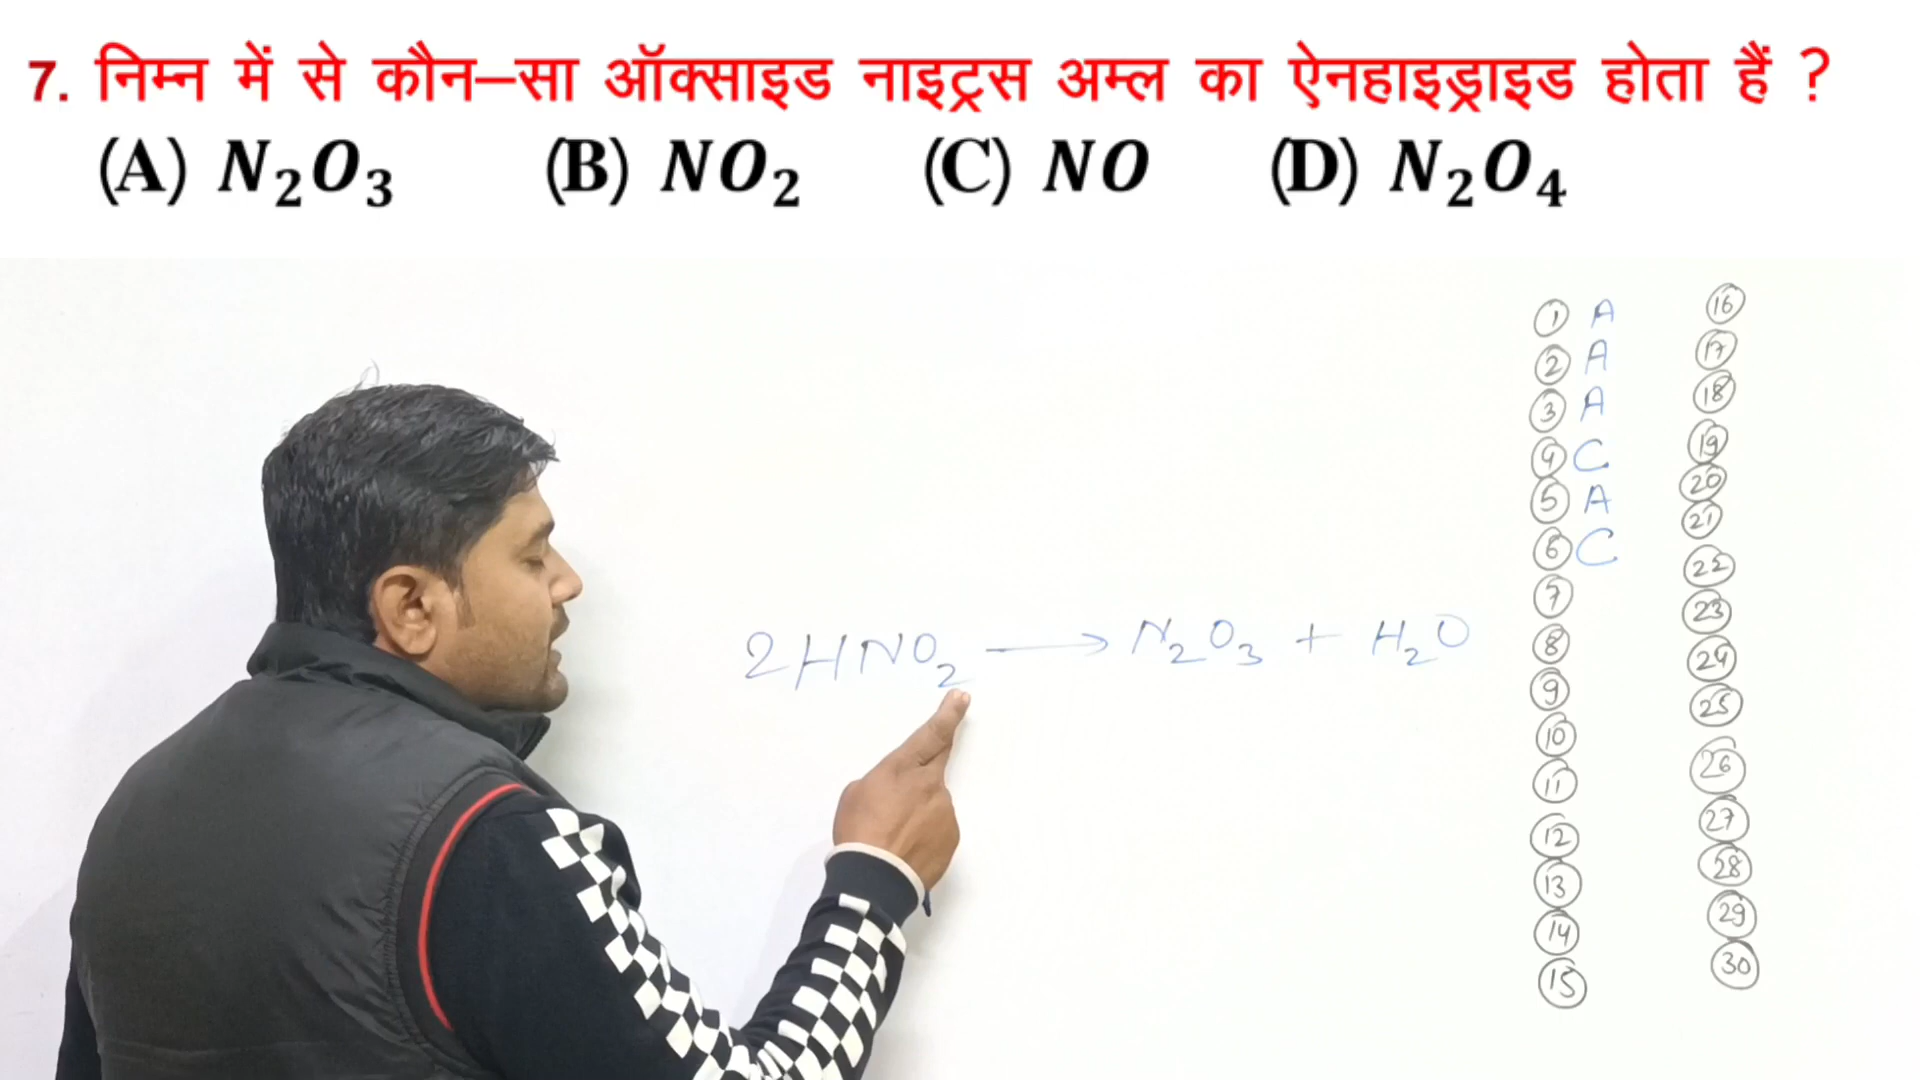 7. निम्न में से कौन–सा ऑक्साइड नाइट्रस अम्ल का ऐनहाइड्राइड होता हैं ?
(A) N₂O₃ (B) NO₂ (C) NO (D) N₂O₄
2HNO₂ → N₂O₃ + H₂O
1 A
2 A
3 A
4 C
5 A
6 C
7
8
9
10
11
12
13
14
15
16
17
18
19
20
21
22
23
24
25
26
27
28
29
30